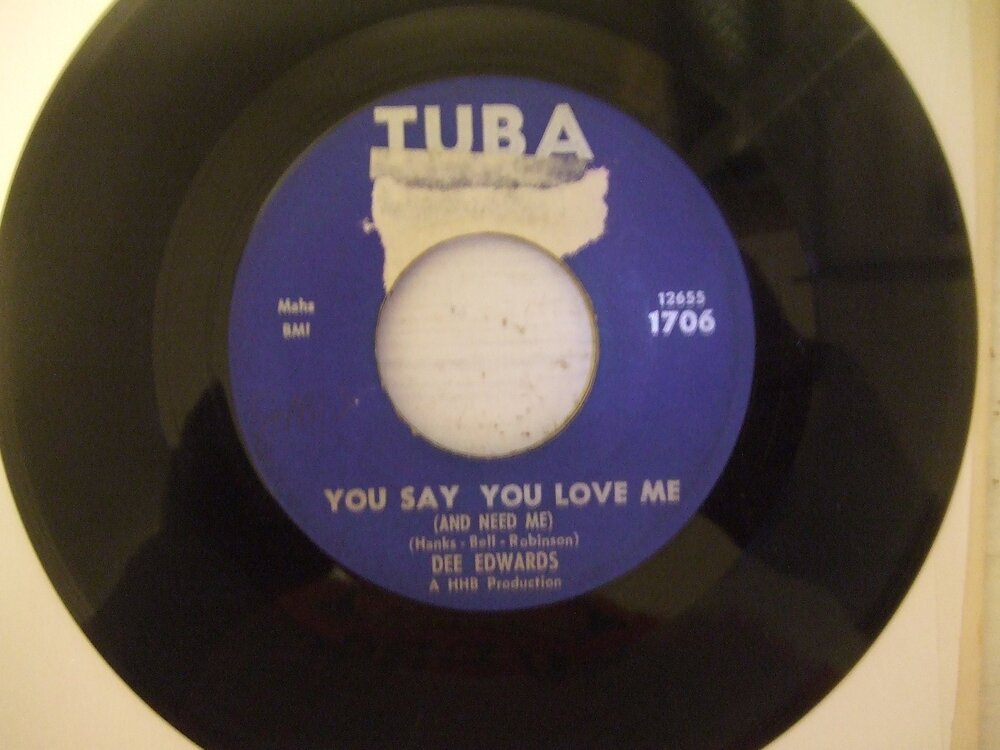 TUBA
Maha
BMI
12655
1706
YOU SAY YOU LOVE ME
(AND NEED ME)
(Hanks - Bell - Robinson)
DEE EDWARDS
A HHB Production